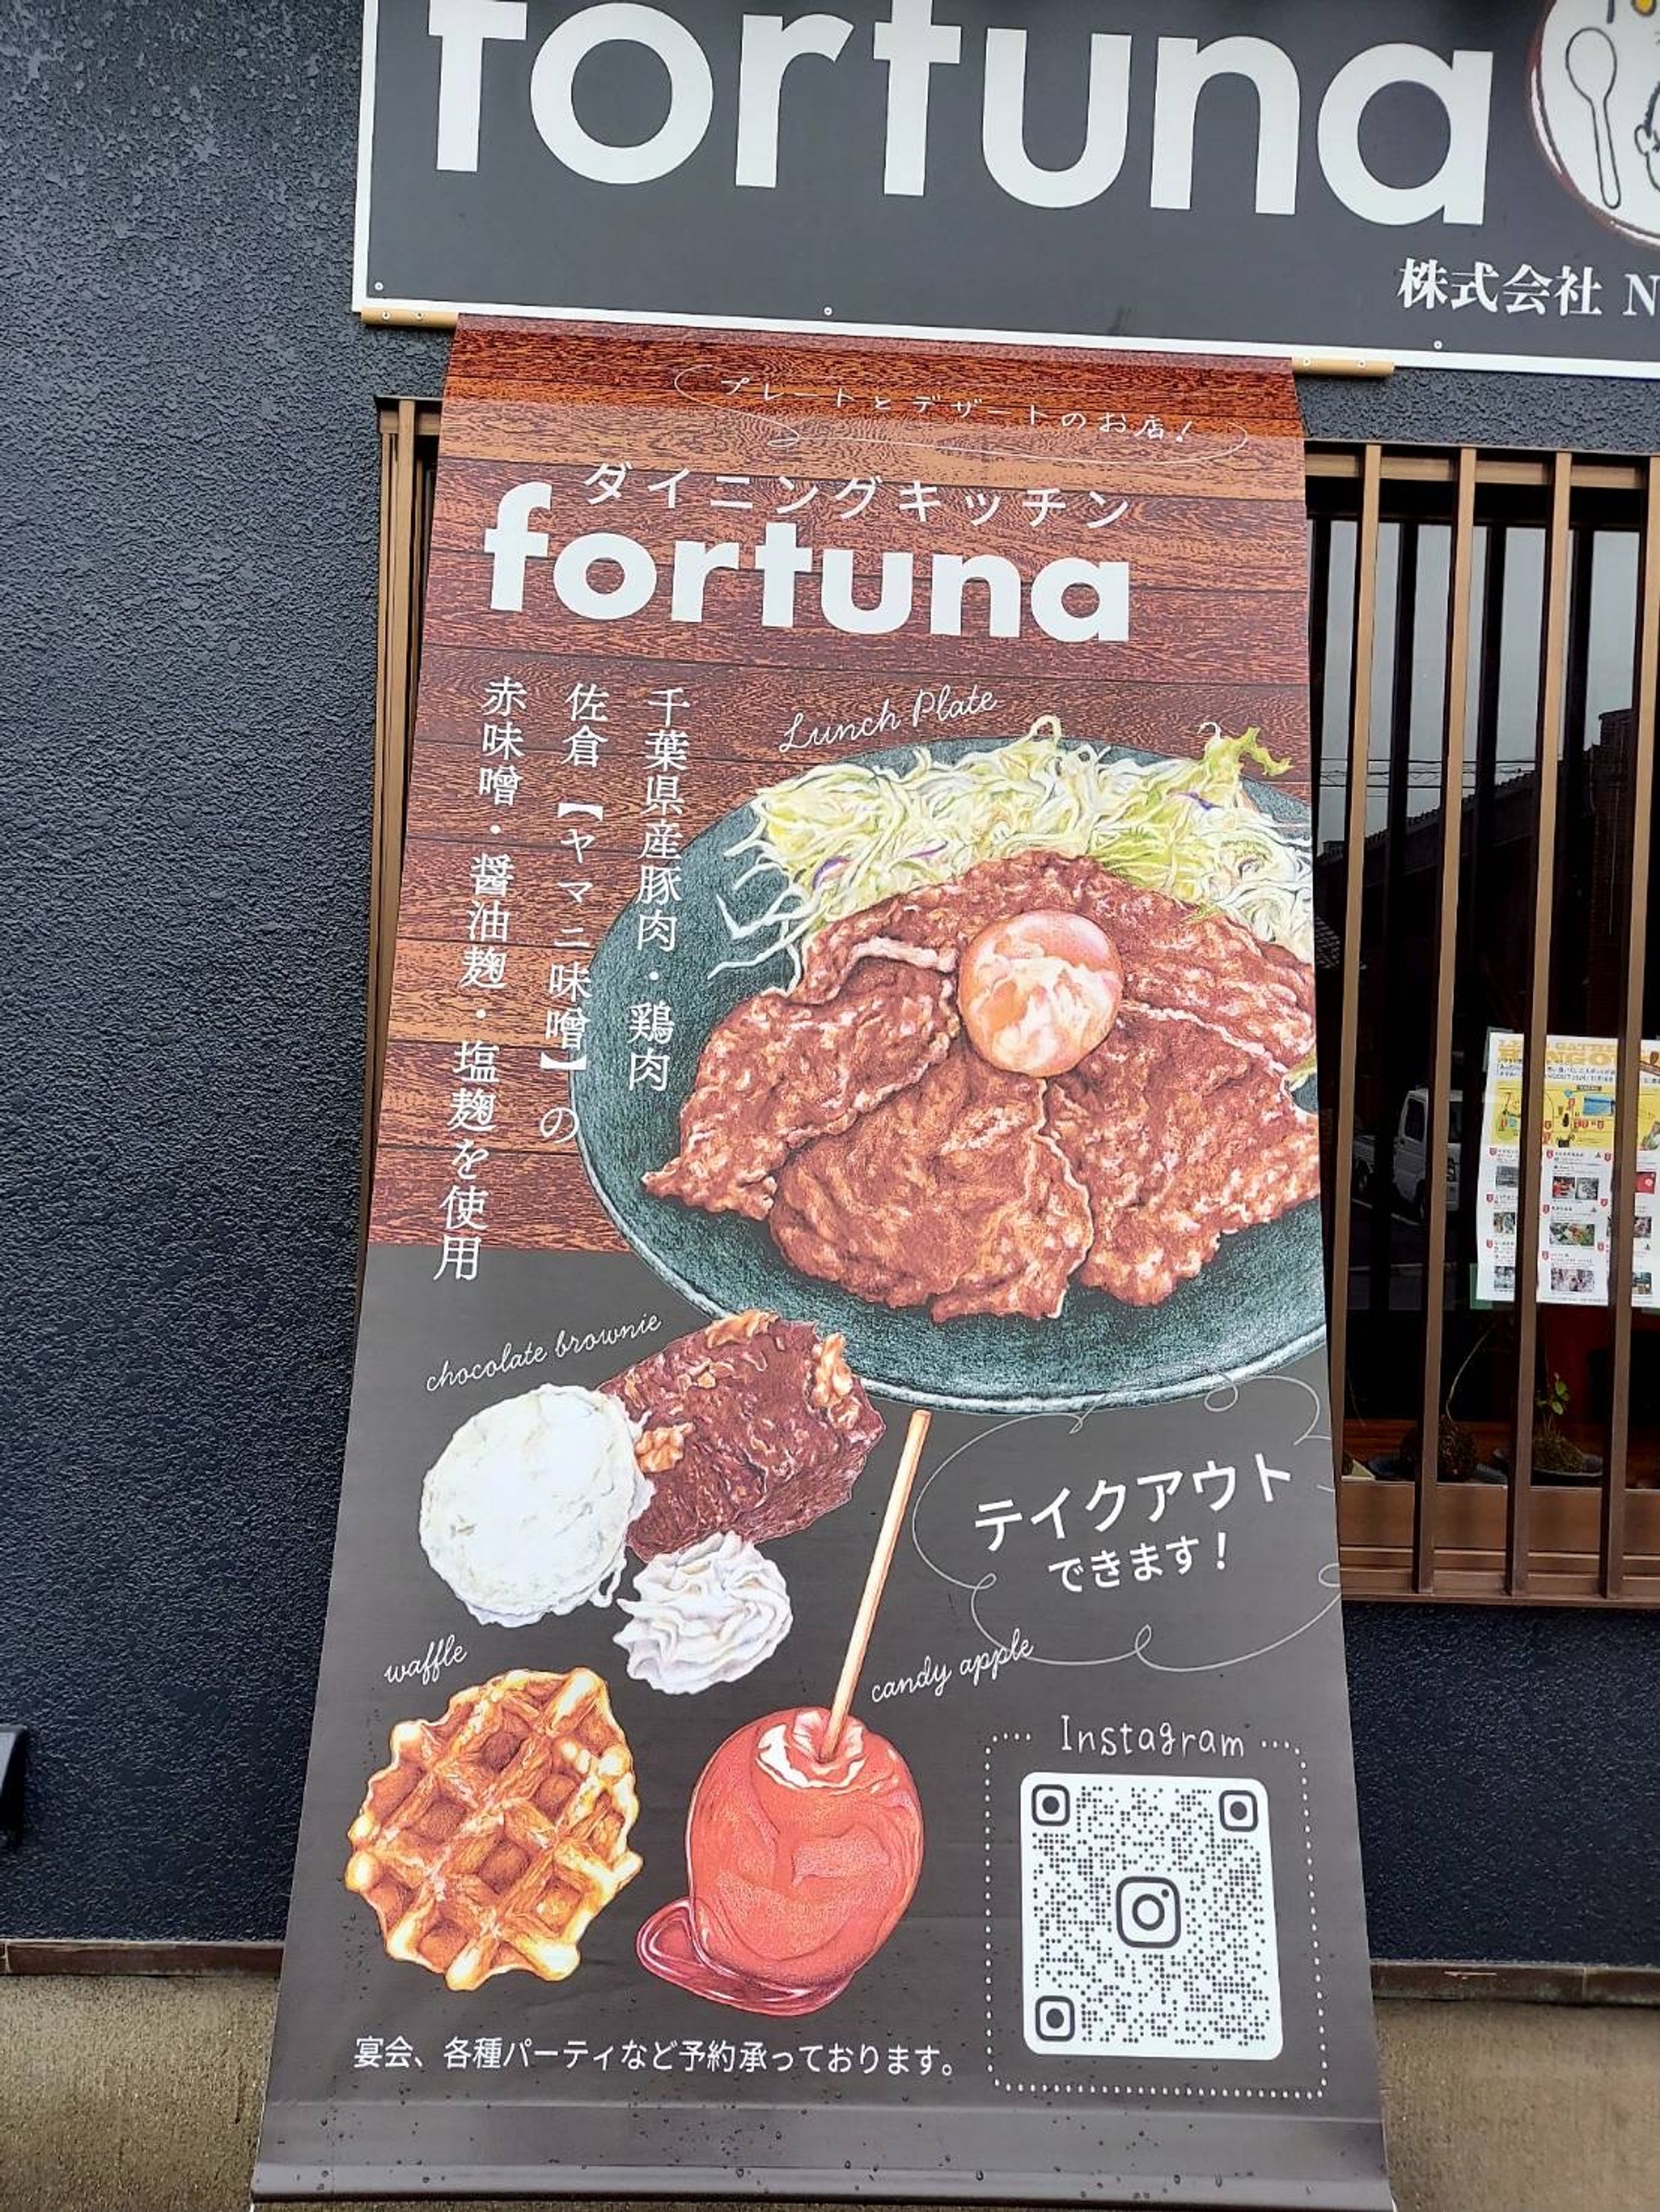 fortuna
株式会社 N
プレートとデザートのお店!
ダイニングキッチン
fortuna
千葉県産豚肉・鶏肉
佐倉【ヤマニ味噌】の
赤味噌・醤油麹・塩麹を使用
Lunch Plate
chocolate brownie
テイクアウト
できます!
waffle
candy apple
Instagram
宴会、各種パーティなど予約承っております。